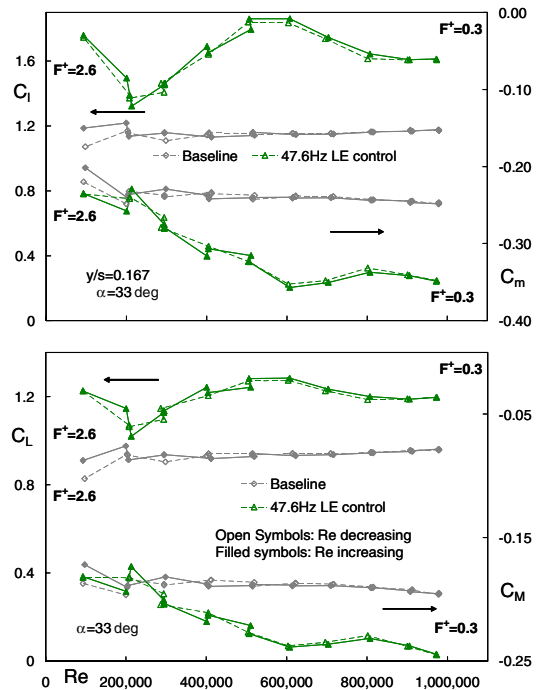 0.00
F⁺=0.3
1.6
F⁺=2.6
Cl
-0.10
1.2
Baseline
47.6Hz LE control
-0.20
0.8
F⁺=2.6
-0.30
0.4
y/s=0.167
Cm
α=33 deg
F⁺=0.3
0
-0.40
F⁺=0.3
1.2
-0.05
CL
F⁺=2.6
0.8
F⁺=2.6
Baseline
47.6Hz LE control
Open Symbols: Re decreasing
Filled symbols: Re increasing
-0.15
0.4
CM
α=33 deg
F⁺=0.3
0
-0.25
0
Re
200,000
400,000
600,000
800,000
1,000,000